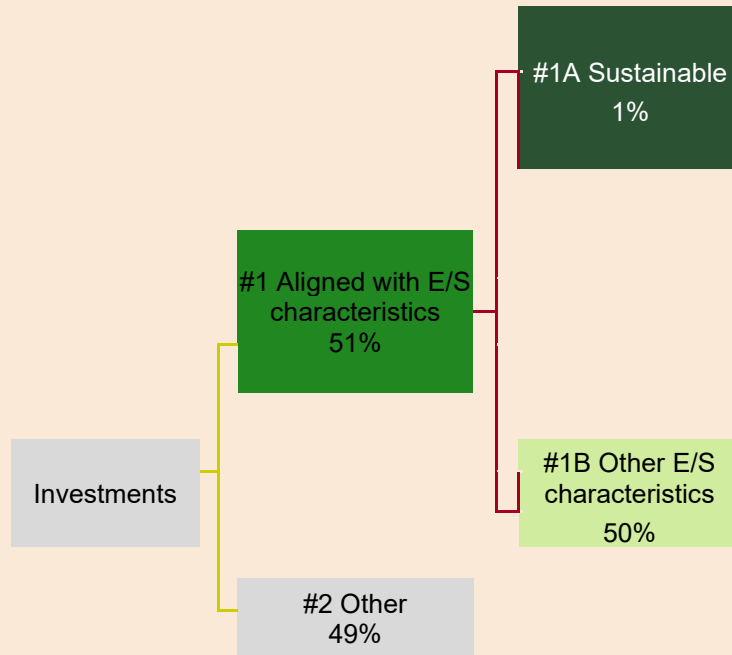 #1A Sustainable
1%
#1 Aligned with E/S
characteristics
51%
Investments
#1B Other E/S
characteristics
50%
#2 Other
49%